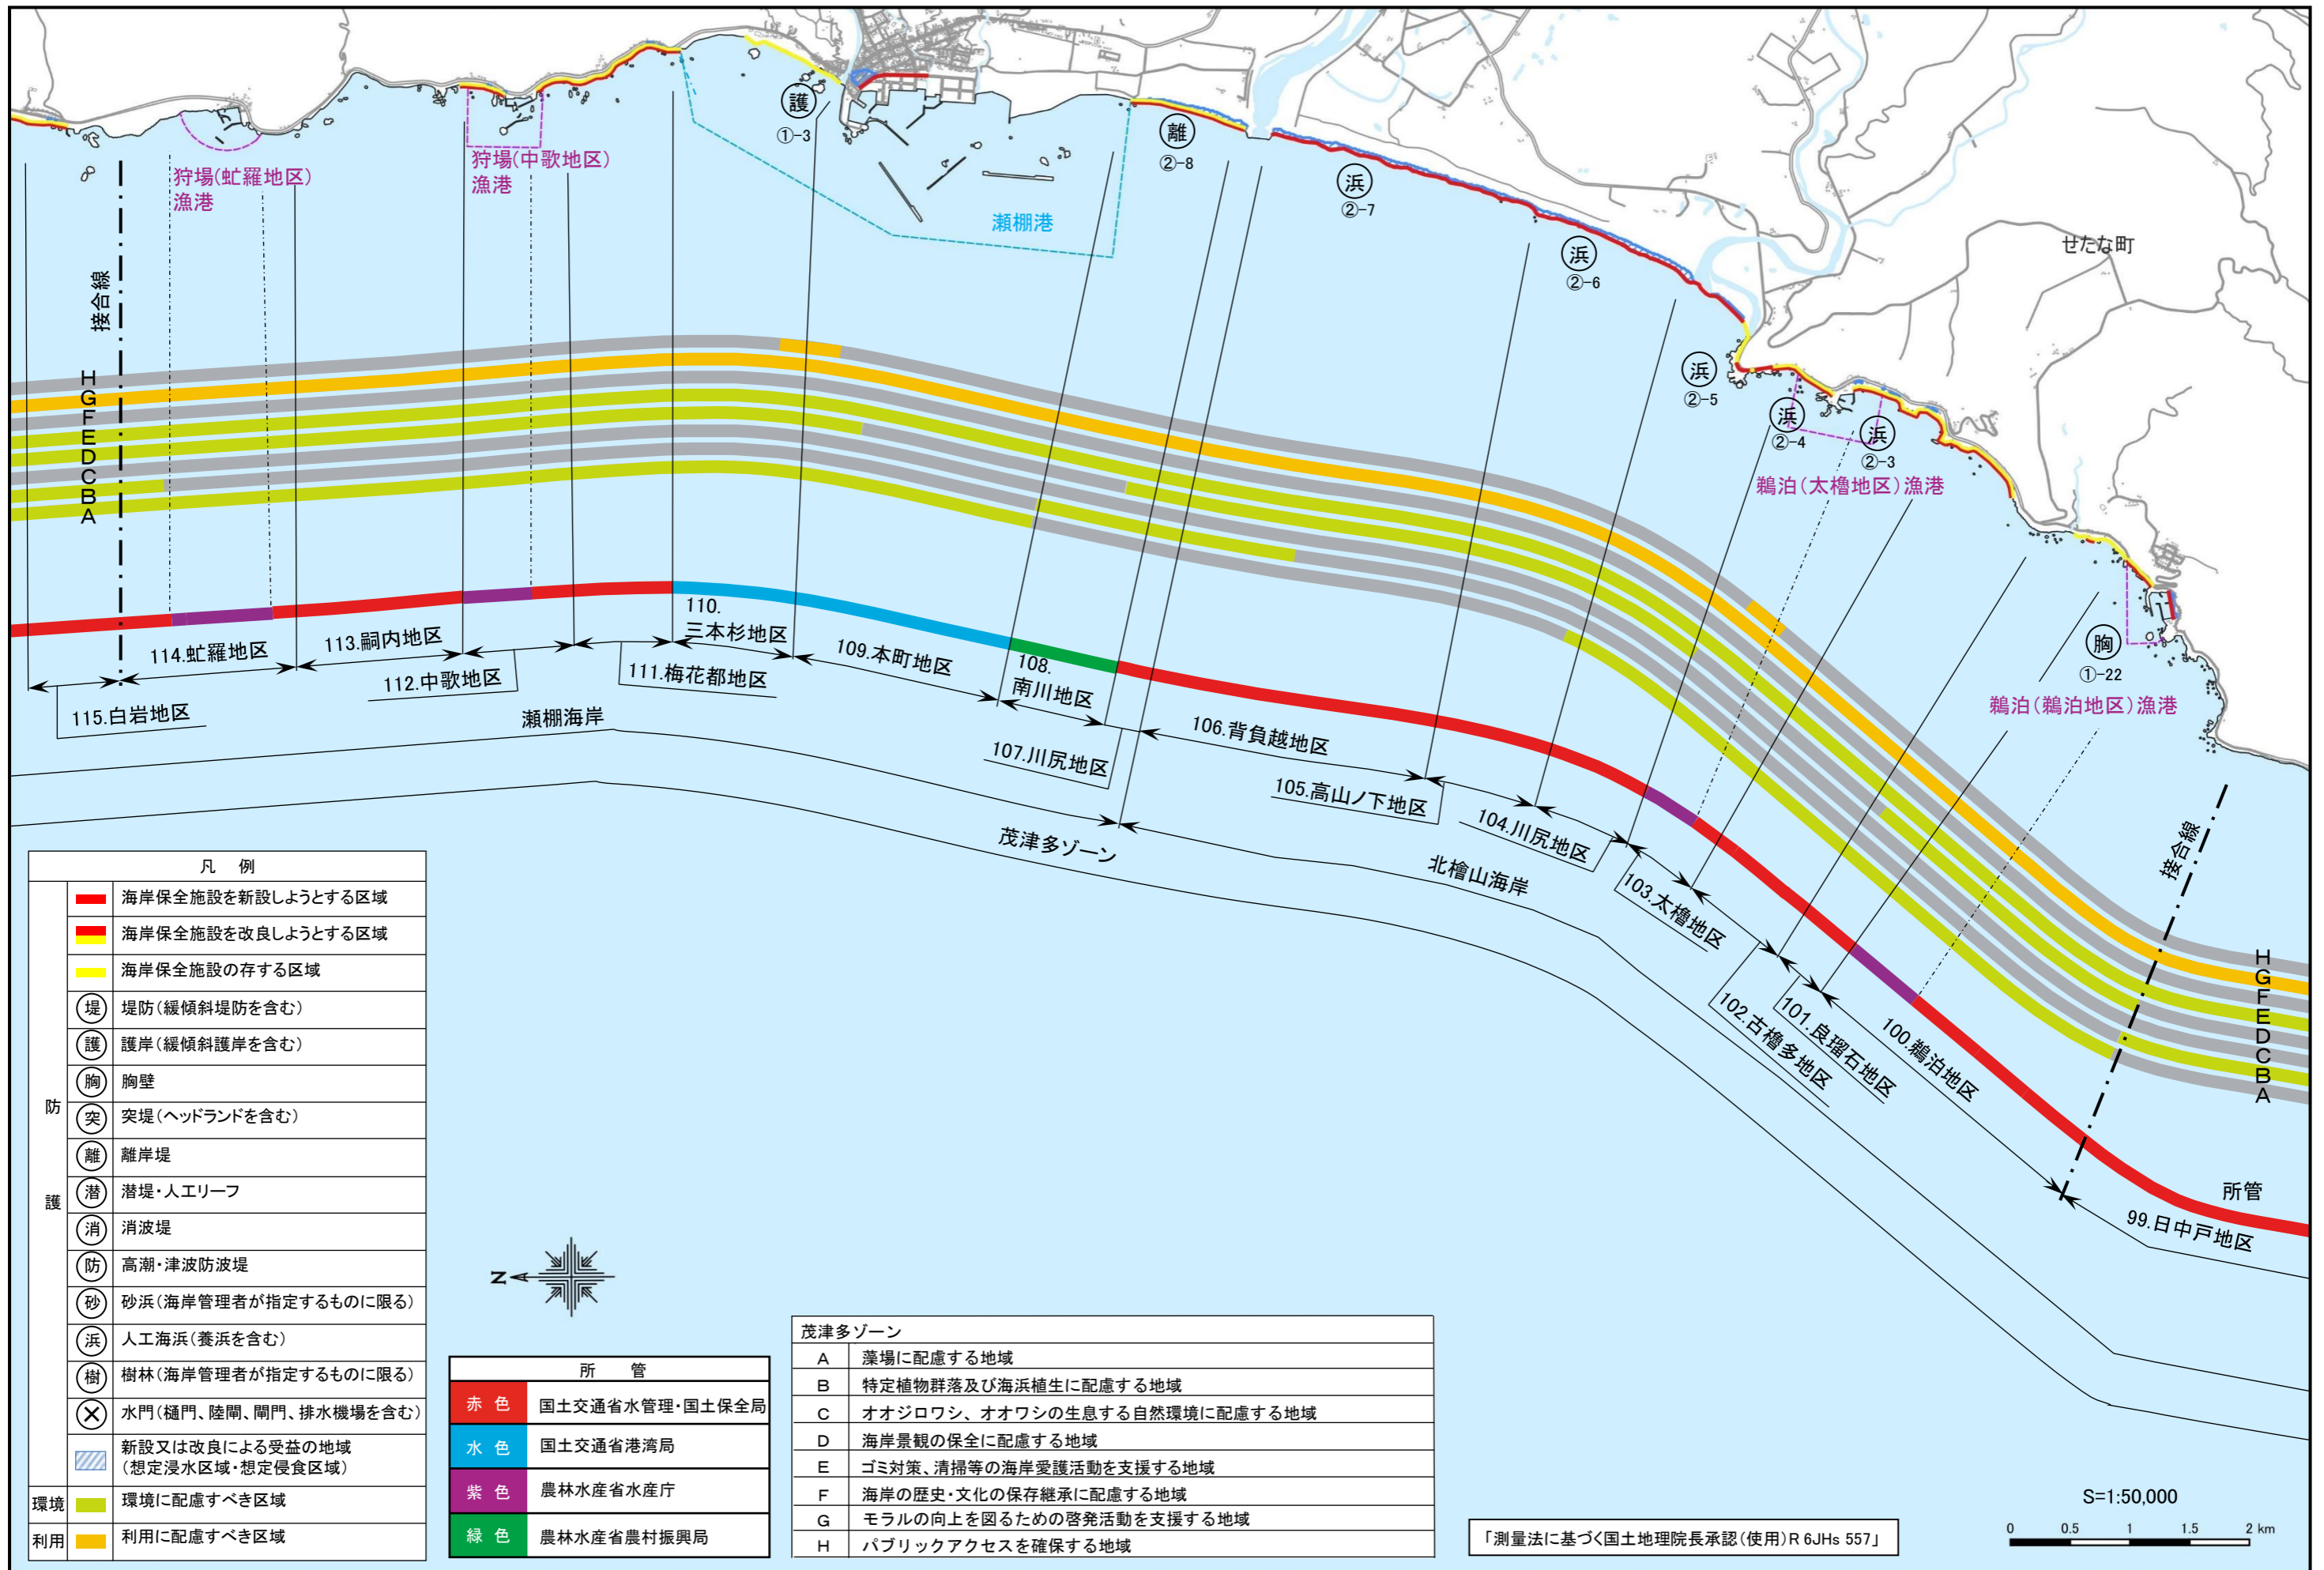 護
①-3
離
②-8
浜
②-7
浜
②-6
浜
②-5
浜
②-4
浜
②-3
胸
①-22
狩場(虻羅地区)
漁港
狩場(中歌地区)
漁港
瀬棚港
せたな町
鵜泊(太櫓地区)漁港
鵜泊(鵜泊地区)漁港
接合線
H
G
F
E
D
C
B
A
115.白岩地区
114.虻羅地区
113.嗣内地区
112.中歌地区
111.梅花都地区
110.
三本杉地区
109.本町地区
108.
南川地区
107.川尻地区
106.背負越地区
105.高山ノ下地区
104.川尻地区
103.太櫓地区
102.古櫓多地区
101.良瑠石地区
100.鵜泊地区
99.日中戸地区
瀬棚海岸
茂津多ゾーン
北檜山海岸
接合線
H
G
F
E
D
C
B
A
所管
凡 例
防護
海岸保全施設を新設しようとする区域
海岸保全施設を改良しようとする区域
海岸保全施設の存する区域
堤 堤防(緩傾斜堤防を含む)
護 護岸(緩傾斜護岸を含む)
胸 胸壁
突 突堤(ヘッドランドを含む)
離 離岸堤
潜 潜堤・人工リーフ
消 消波堤
防 高潮・津波防波堤
砂 砂浜(海岸管理者が指定するものに限る)
浜 人工海浜(養浜を含む)
樹 樹林(海岸管理者が指定するものに限る)
水門(樋門、陸閘、閘門、排水機場を含む)
新設又は改良による受益の地域
(想定浸水区域・想定侵食区域)
環境 環境に配慮すべき区域
利用 利用に配慮すべき区域
N
所 管
赤 色 国土交通省水管理・国土保全局
水 色 国土交通省港湾局
紫 色 農林水産省水産庁
緑 色 農林水産省農村振興局
茂津多ゾーン
A 藻場に配慮する地域
B 特定植物群落及び海浜植生に配慮する地域
C オオジロワシ、オオワシの生息する自然環境に配慮する地域
D 海岸景観の保全に配慮する地域
E ゴミ対策、清掃等の海岸愛護活動を支援する地域
F 海岸の歴史・文化の保存継承に配慮する地域
G モラルの向上を図るための啓発活動を支援する地域
H パブリックアクセスを確保する地域
「測量法に基づく国土地理院長承認(使用)R 6JHs 557」
S=1:50,000
0 0.5 1 1.5 2 km